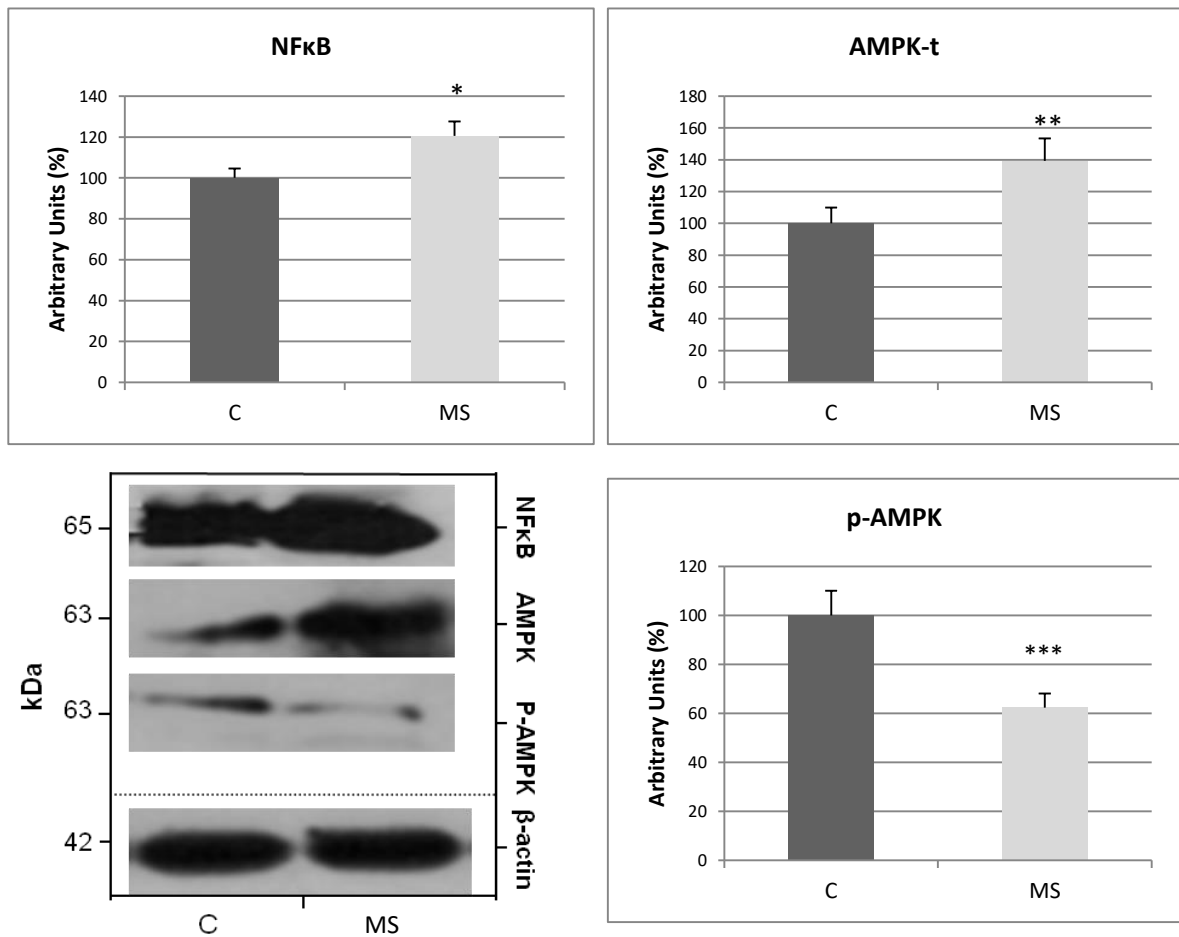 NFκB
Arbitrary Units (%)
140
120
100
80
60
40
20
0
*
C MS
AMPK-t
Arbitrary Units (%)
180
160
140
120
100
80
60
40
20
0
**
C MS
kDa
65
63
63
42
NFκB
AMPK
P-AMPK
β-actin
C MS
p-AMPK
Arbitrary Units (%)
120
100
80
60
40
20
0
***
C MS